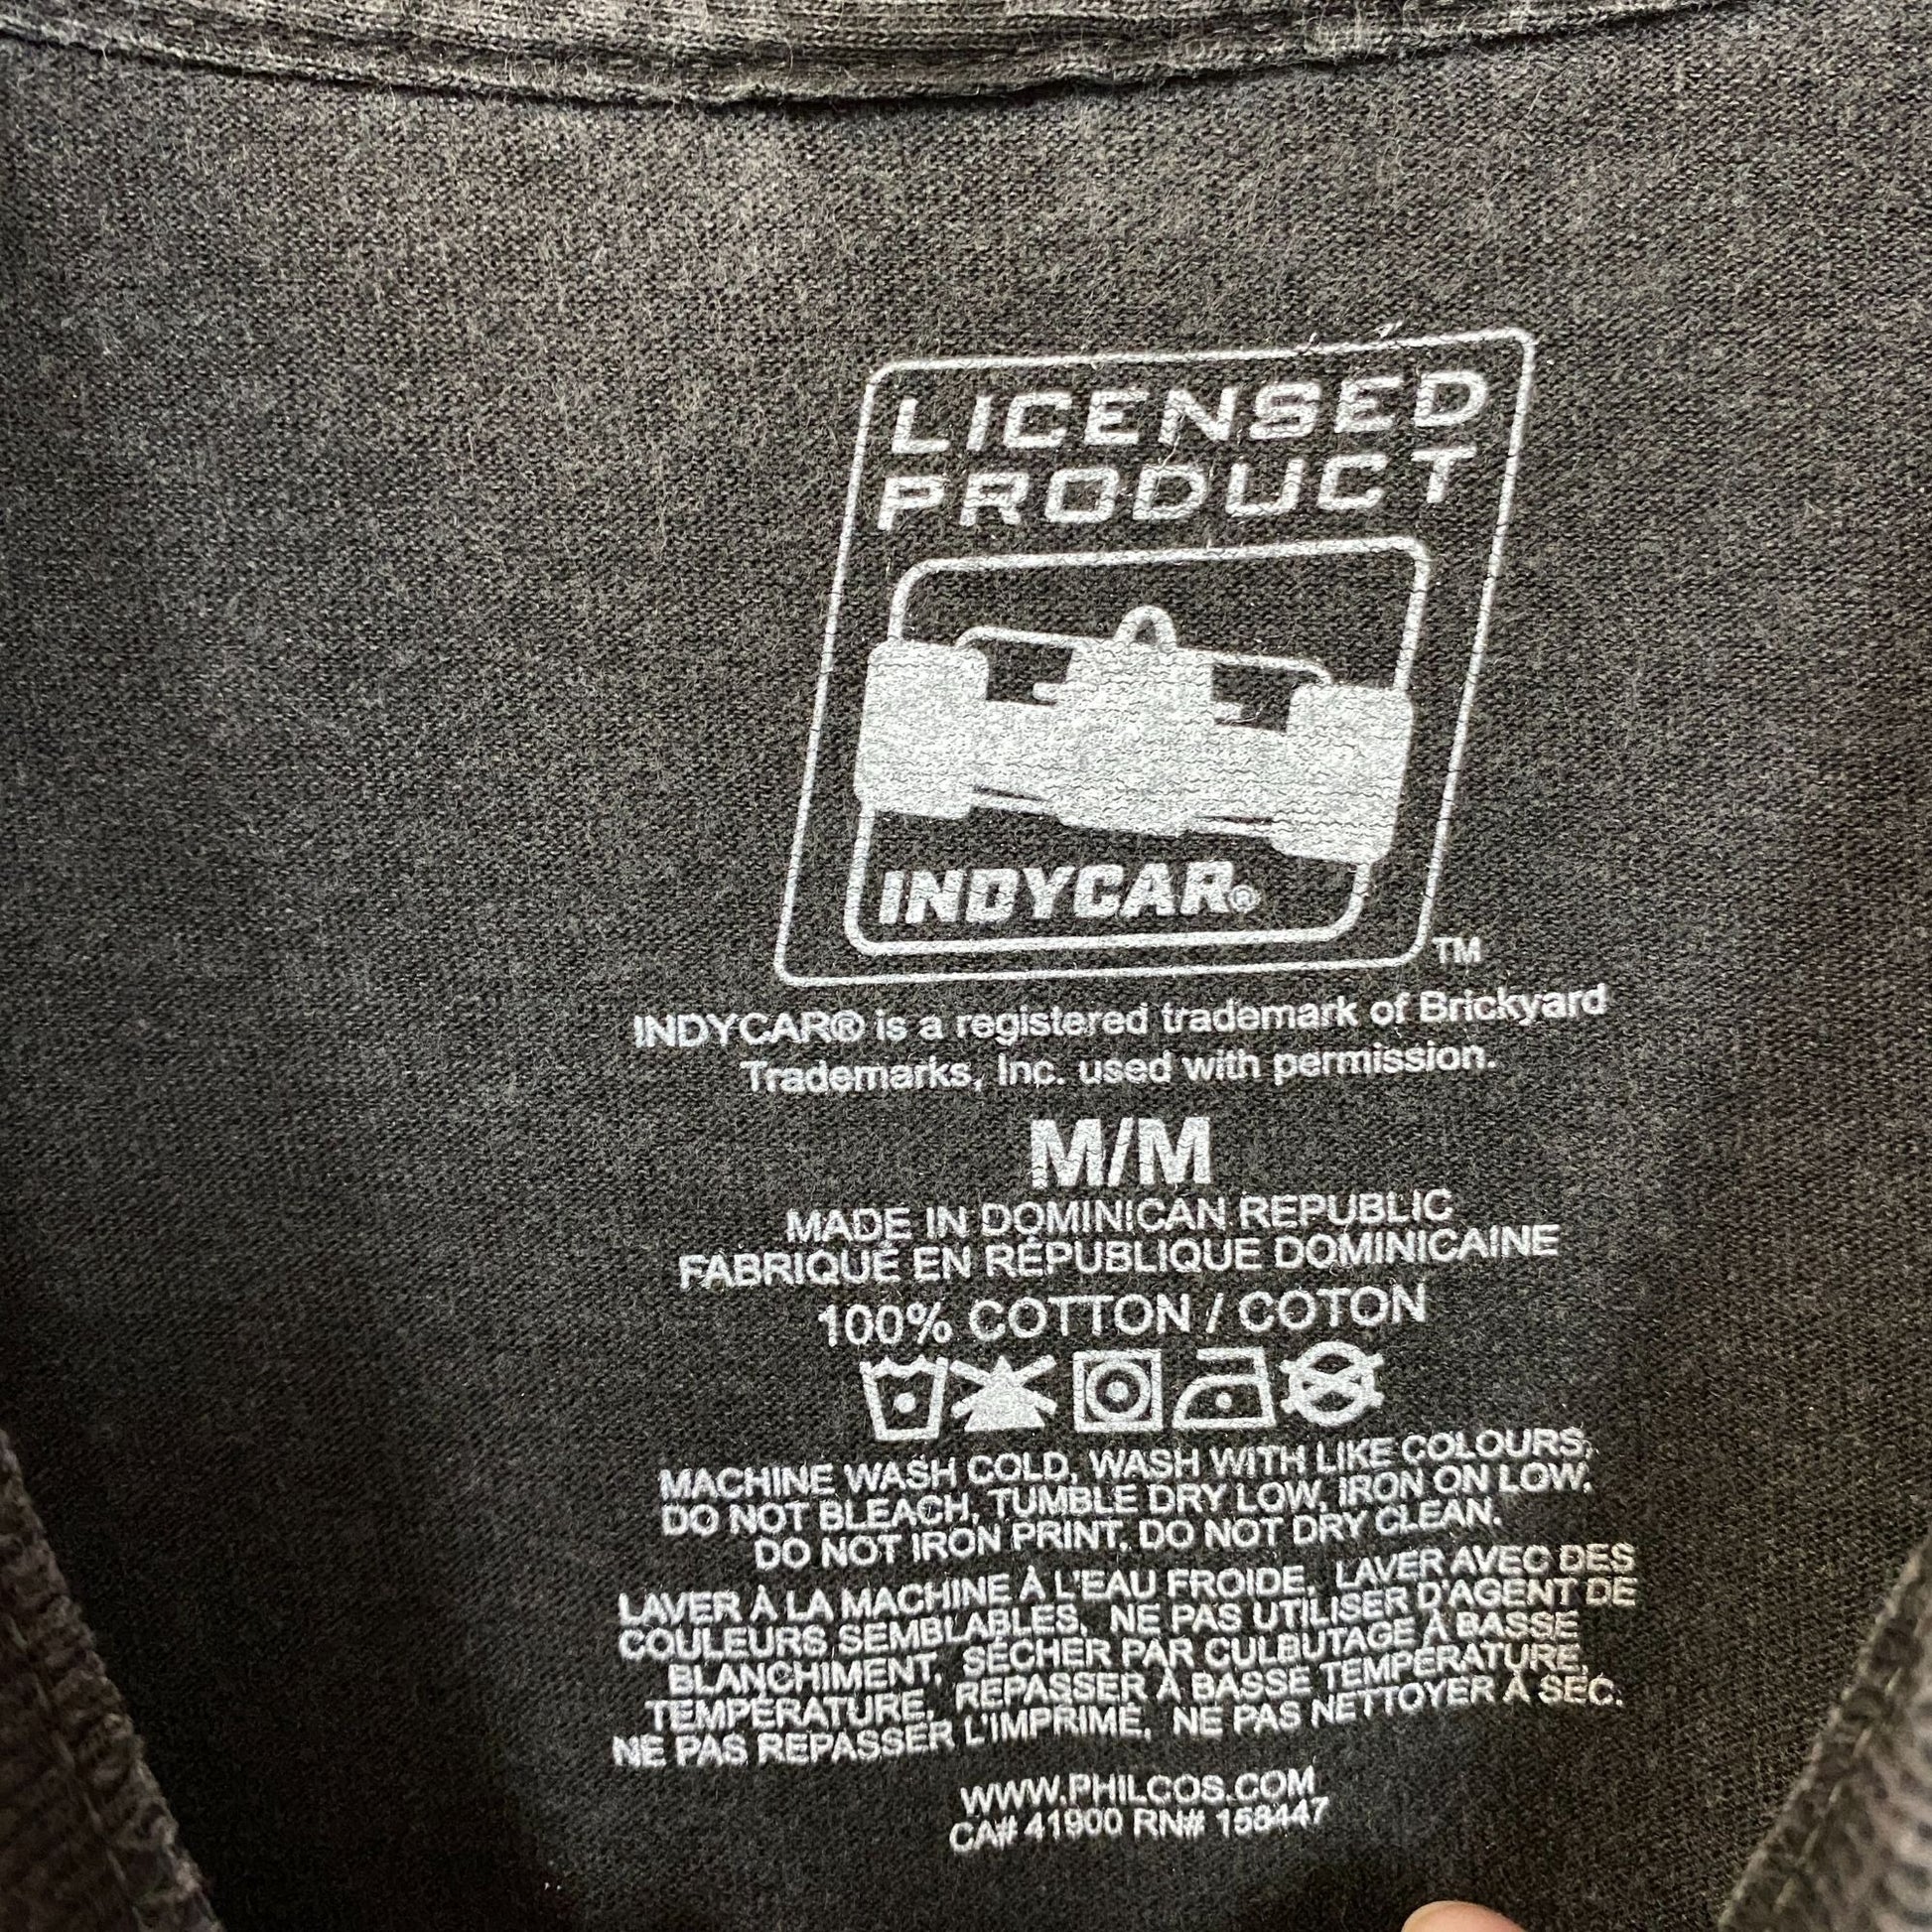 LICENSED
PRODUCT
INDYCAR®
TM
INDYCAR® is a registered trademark of Brickyard
Trademarks, Inc. used with permission.
M/M
MADE IN DOMINICAN REPUBLIC
FABRIQUÉ EN RÉPUBLIQUE DOMINICAINE
100% COTTON / COTON
MACHINE WASH COLD, WASH WITH LIKE COLOURS,
DO NOT BLEACH, TUMBLE DRY LOW, IRON ON LOW.
DO NOT IRON PRINT. DO NOT DRY CLEAN.
LAVER À LA MACHINE À L'EAU FROIDE, LAVER AVEC DES
COULEURS SEMBLABLES, NE PAS UTILISER D'AGENT DE
BLANCHIMENT, SÉCHER PAR CULBUTAGE À BASSE
TEMPÉRATURE, REPASSER À BASSE TEMPÉRATURE,
NE PAS REPASSER L'IMPRIMÉ, NE PAS NETTOYER À SEC.
WWW.PHILCOS.COM
CA# 41900 RN# 158447